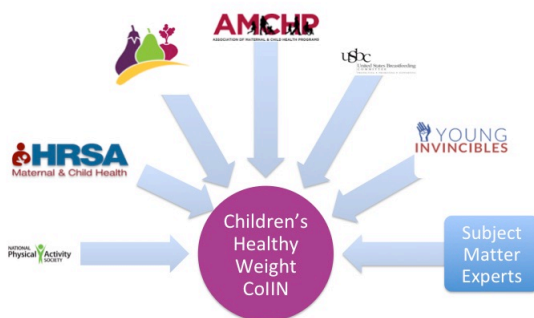 AMCHP
ASSOCIATION OF MATERNAL & CHILD HEALTH PROGRAMS
usbc
United States Breastfeeding
COMMITTEE
HRSA
Maternal & Child Health
YOUNG
INVINCIBLES
NATIONAL
Physical Activity
SOCIETY
Children's
Healthy
Weight
CoIIN
Subject
Matter
Experts